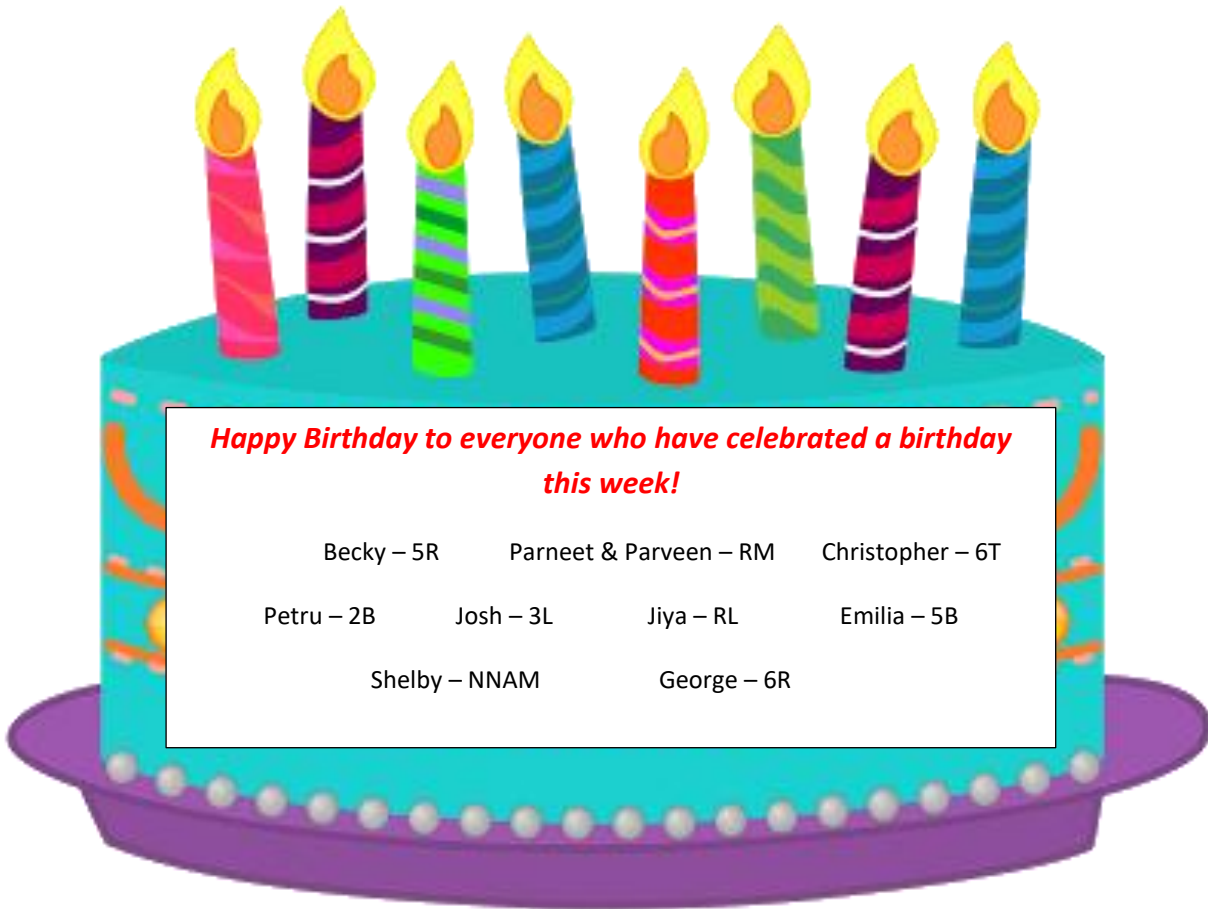 Happy Birthday to everyone who have celebrated a birthday
this week!
Becky – 5R Parneet & Parveen – RM Christopher – 6T
Petru – 2B Josh – 3L Jiya – RL Emilia – 5B
Shelby – NNAM George – 6R